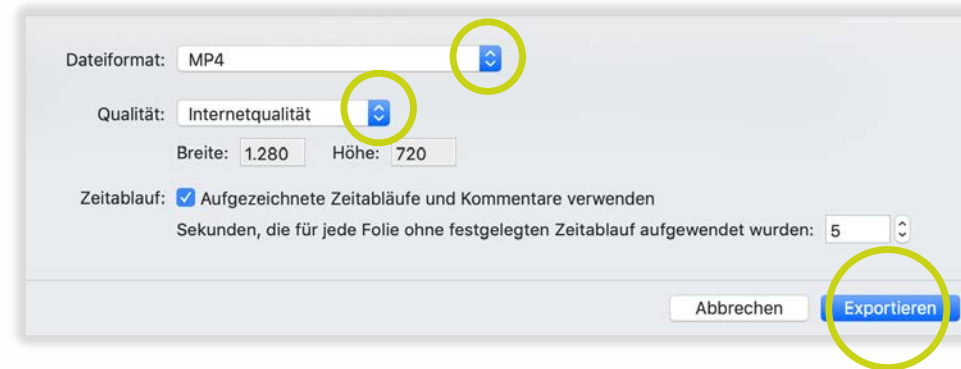 Dateiformat: MP4
Qualität: Internetqualität
Breite: 1.280 Höhe: 720
Zeitablauf: Aufgezeichnete Zeitabläufe und Kommentare verwenden
Sekunden, die für jede Folie ohne festgelegten Zeitablauf aufgewendet wurden: 5
Abbrechen Exportieren